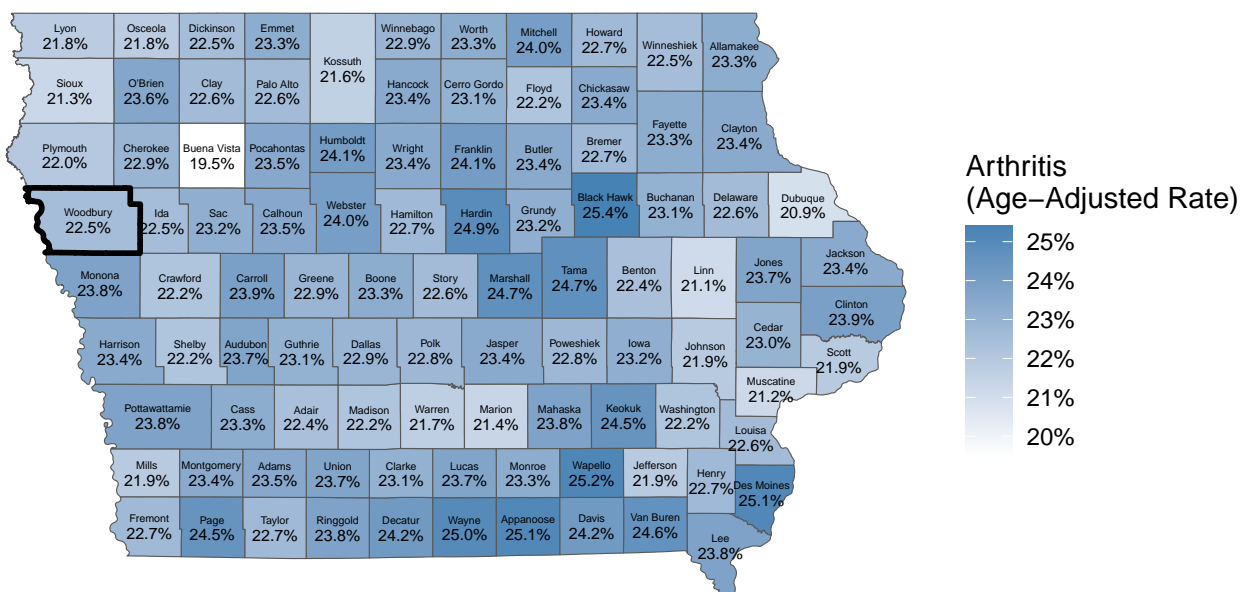 Lyon
21.8%
Osceola
21.8%
Dickinson
22.5%
Emmet
23.3%
Kossuth
21.6%
Winnebago
22.9%
Worth
23.3%
Mitchell
24.0%
Howard
22.7%
Winneshiek
22.5%
Allamakee
23.3%
Sioux
21.3%
O'Brien
23.6%
Clay
22.6%
Palo Alto
22.6%
Hancock
23.4%
Cerro Gordo
23.1%
Floyd
22.2%
Chickasaw
23.4%
Fayette
23.3%
Clayton
23.4%
Plymouth
22.0%
Cherokee
22.9%
Buena Vista
19.5%
Pocahontas
23.5%
Humboldt
24.1%
Wright
23.4%
Franklin
24.1%
Butler
23.4%
Bremer
22.7%
Woodbury
22.5%
Ida
22.5%
Sac
23.2%
Calhoun
23.5%
Webster
24.0%
Hamilton
22.7%
Hardin
24.9%
Grundy
23.2%
Black Hawk
25.4%
Buchanan
23.1%
Delaware
22.6%
Dubuque
20.9%
Monona
23.8%
Crawford
22.2%
Carroll
23.9%
Greene
22.9%
Boone
23.3%
Story
22.6%
Marshall
24.7%
Tama
24.7%
Benton
22.4%
Linn
21.1%
Jones
23.7%
Jackson
23.4%
Clinton
23.9%
Harrison
23.4%
Shelby
22.2%
Audubon
23.7%
Guthrie
23.1%
Dallas
22.9%
Polk
22.8%
Jasper
23.4%
Poweshiek
22.8%
Iowa
23.2%
Johnson
21.9%
Cedar
23.0%
Scott
21.9%
Muscatine
21.2%
Pottawattamie
23.8%
Cass
23.3%
Adair
22.4%
Madison
22.2%
Warren
21.7%
Marion
21.4%
Mahaska
23.8%
Keokuk
24.5%
Washington
22.2%
Louisa
22.6%
Mills
21.9%
Montgomery
23.4%
Adams
23.5%
Union
23.7%
Clarke
23.1%
Lucas
23.7%
Monroe
23.3%
Wapello
25.2%
Jefferson
21.9%
Henry
22.7%
Des Moines
25.1%
Fremont
22.7%
Page
24.5%
Taylor
22.7%
Ringgold
23.8%
Decatur
24.2%
Wayne
25.0%
Appanoose
25.1%
Davis
24.2%
Van Buren
24.6%
Lee
23.8%
Arthritis
(Age−Adjusted Rate)
25%
24%
23%
22%
21%
20%